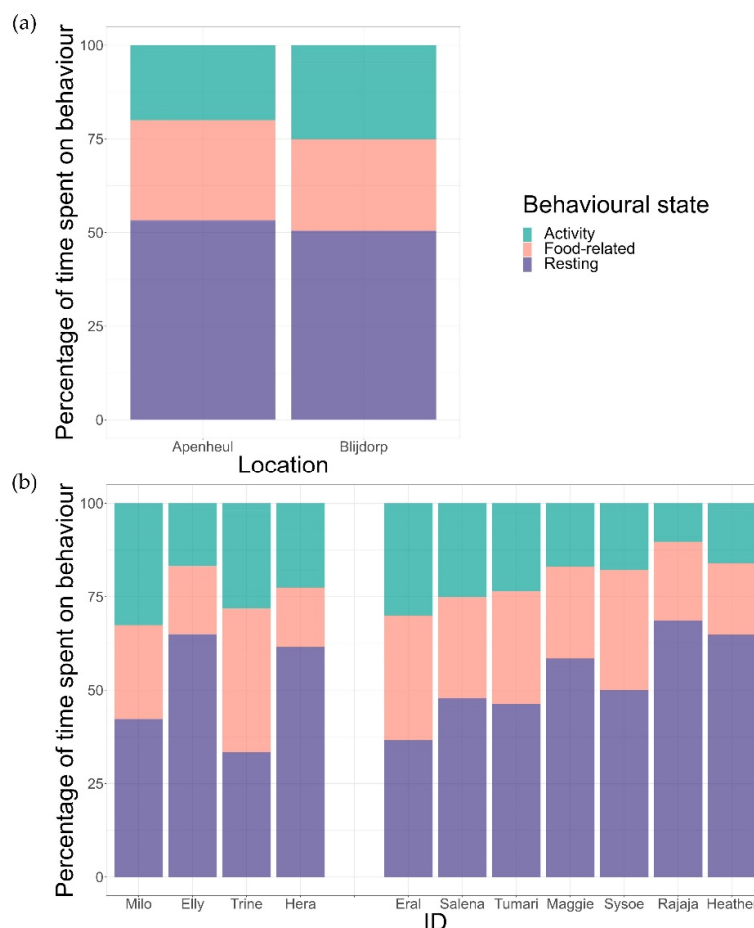 (a)
Percentage of time spent on behaviour
100
75
50
25
0
Apenheul Blijdorp
Location
Behavioural state
Activity
Food-related
Resting
(b)
Percentage of time spent on behaviour
100
75
50
25
0
Milo Elly Trine Hera Eral Salena Tumari Maggie Sysoe Rajaja Heather
ID